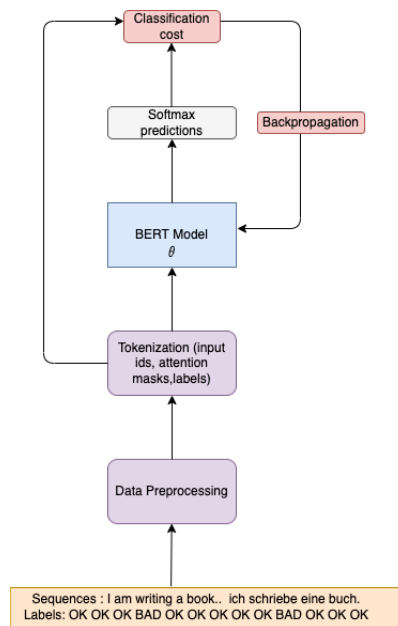 Classification
cost
Softmax
predictions
Backpropagation
BERT Model
θ
Tokenization (input
ids, attention
masks,labels)
Data Preprocessing
Sequences : I am writing a book.. ich schriebe eine buch.
Labels: OK OK OK BAD OK OK OK OK OK BAD OK OK OK